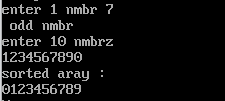 enter 1 nmbr 7
odd nmbr
enter 10 nmbrz
1234567890
sorted aray :
0123456789